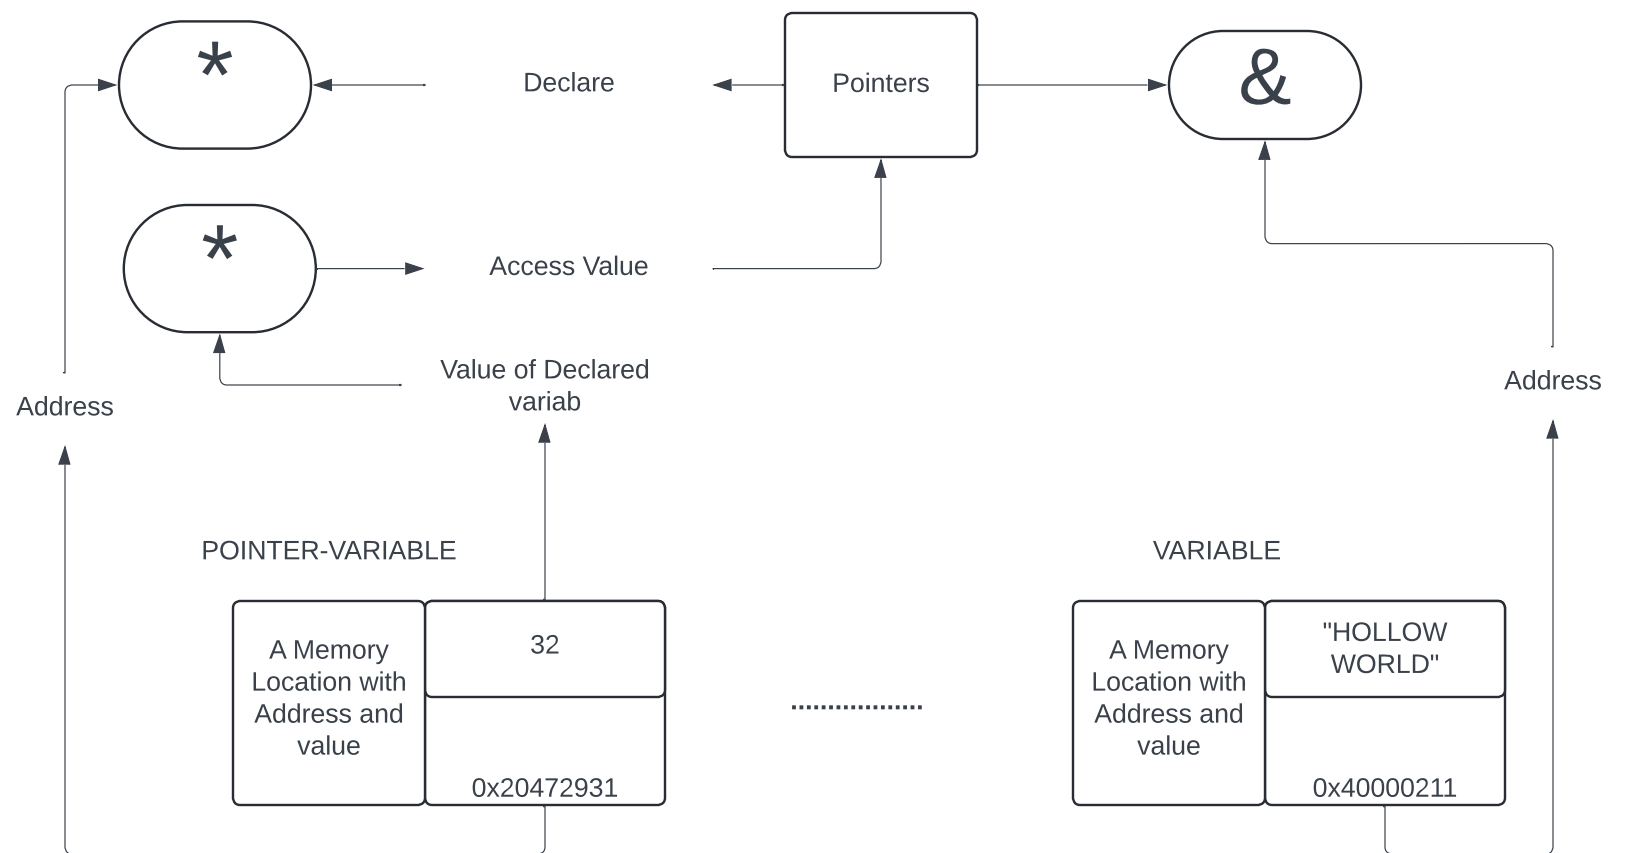 *
Declare
Pointers
&
*
Access Value
Value of Declared
variab
Address
Address
POINTER-VARIABLE
VARIABLE
A Memory
Location with
Address and
value
32
0x20472931
A Memory
Location with
Address and
value
"HOLLOW
WORLD"
0x40000211